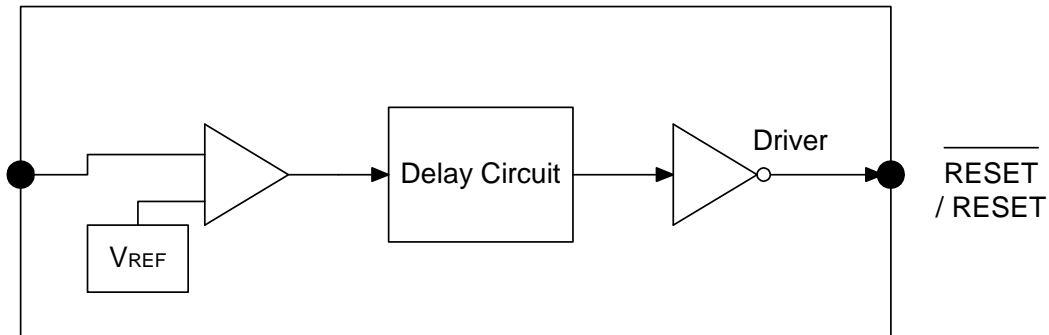 Driver
Delay Circuit
RESET
/ RESET
VREF